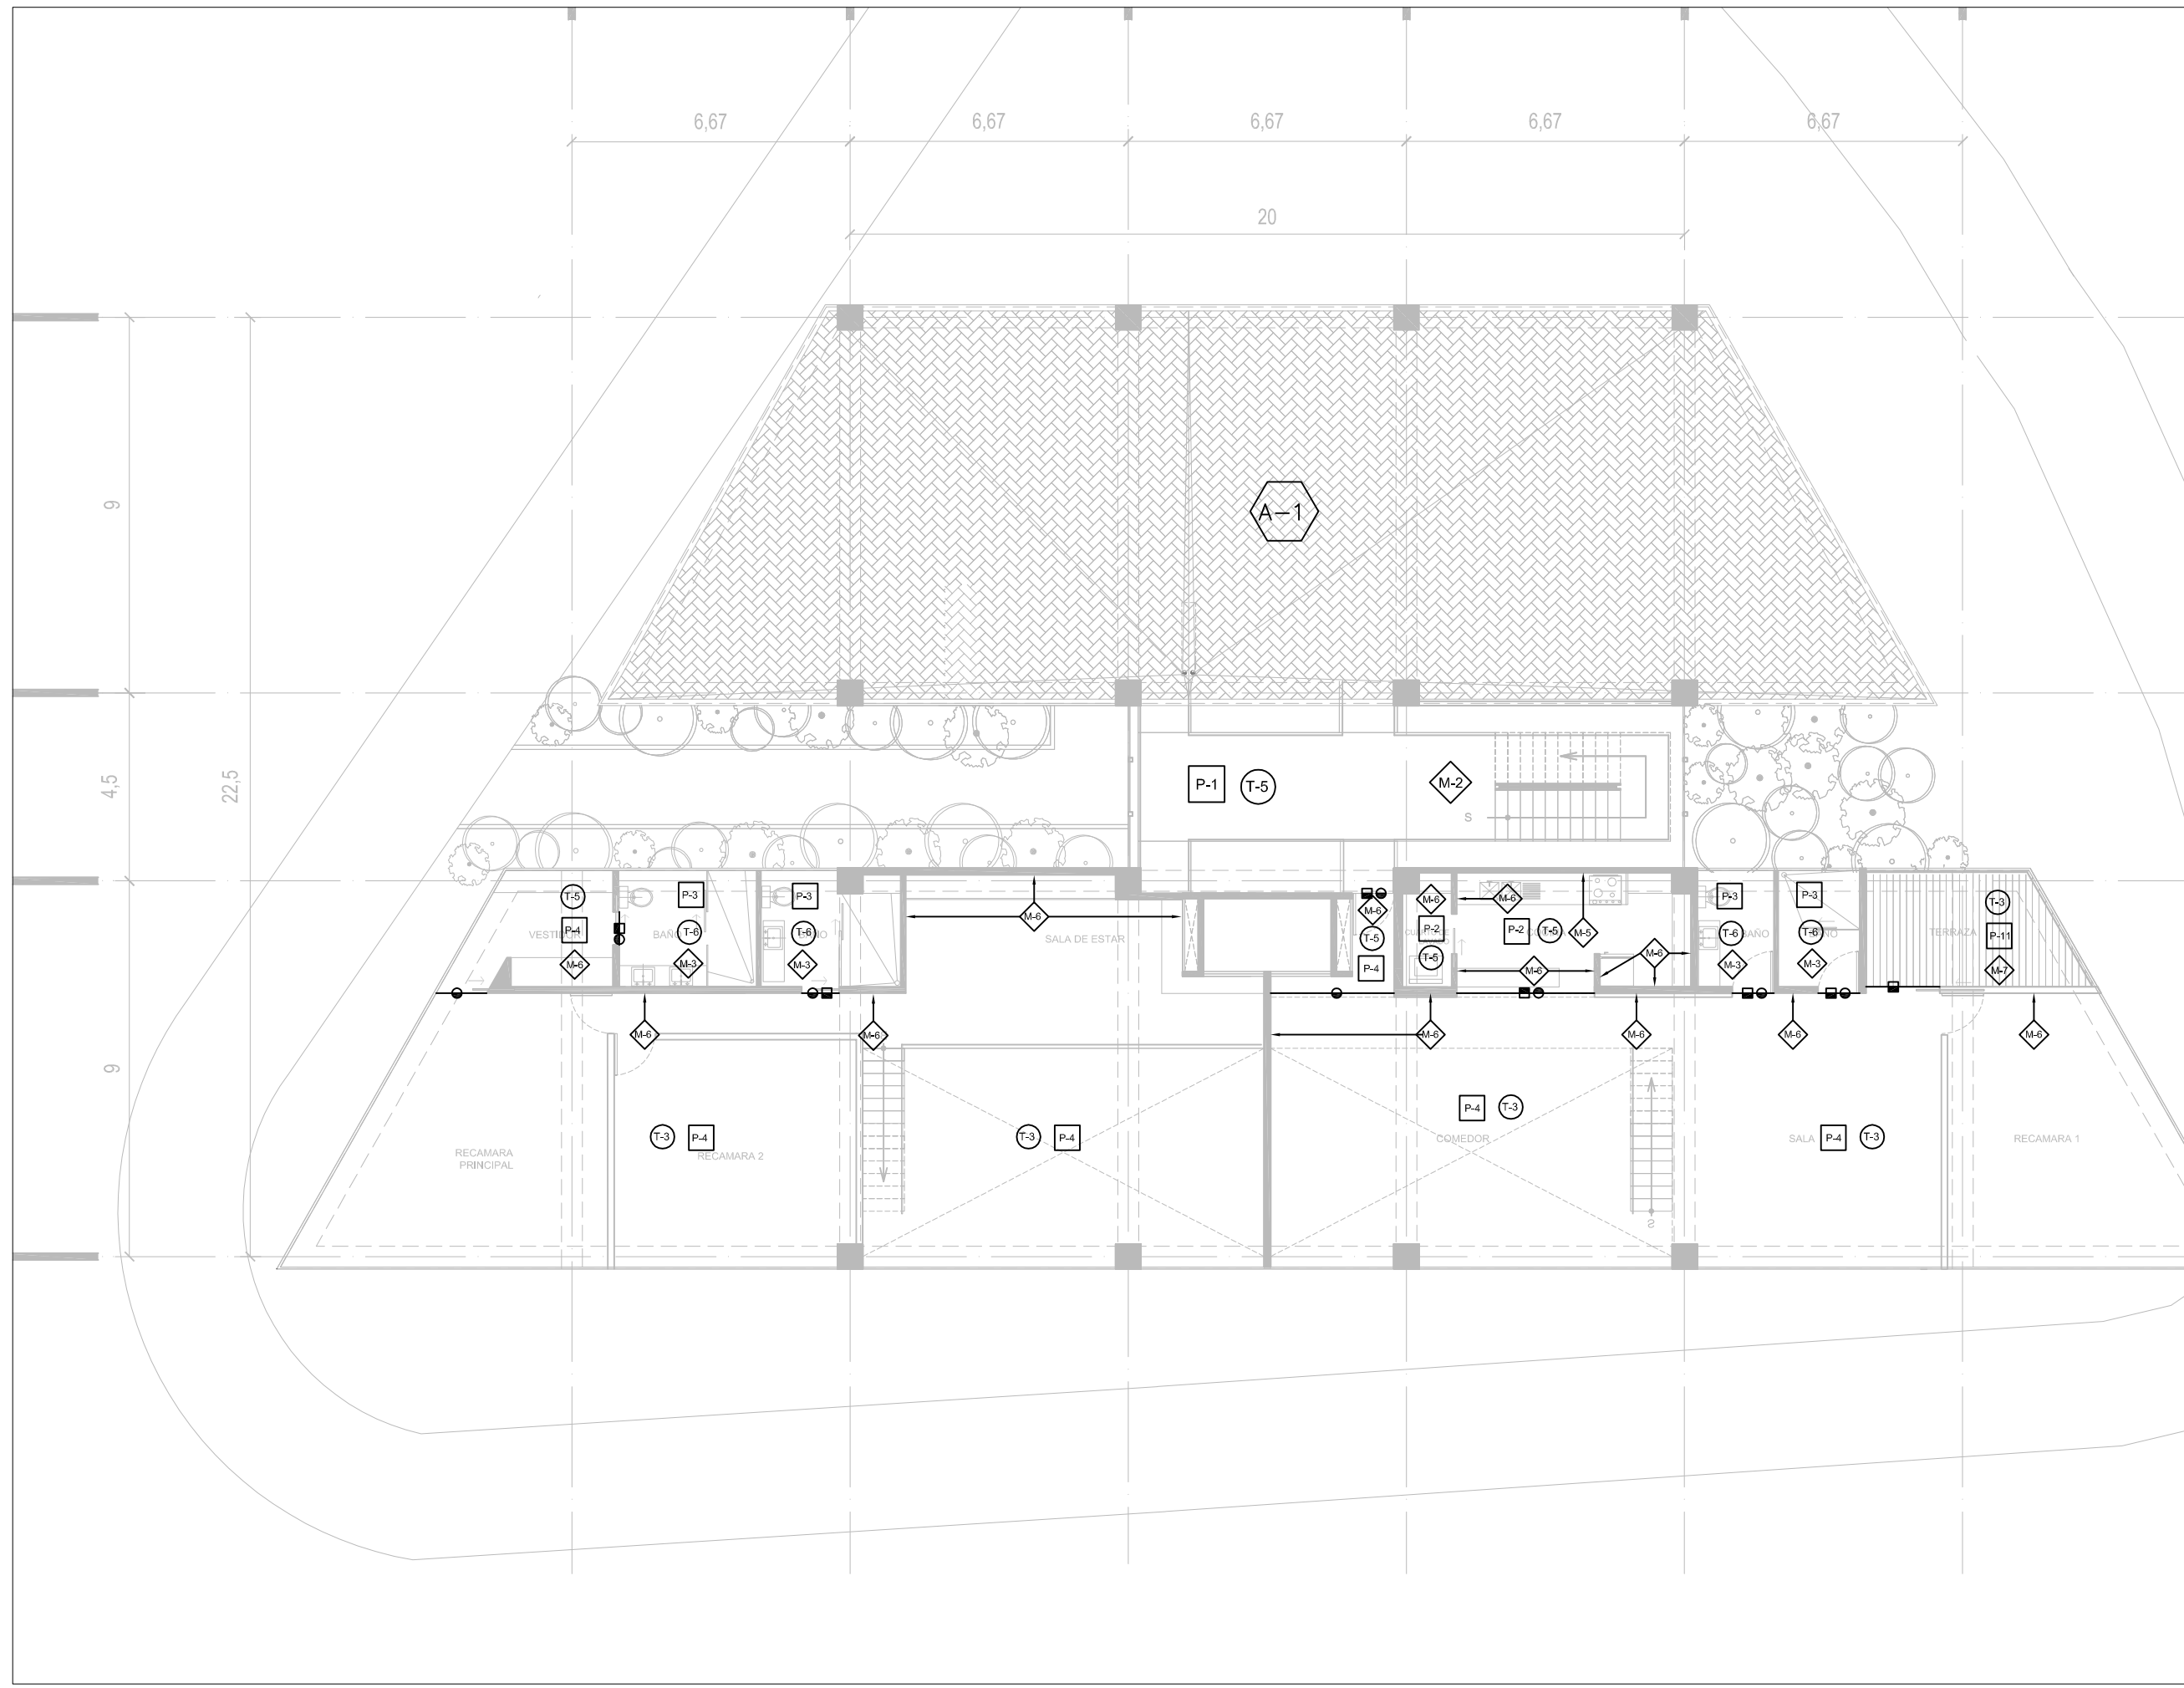 6,67
6,67
6,67
6,67
6,67
20
9
A-1
4,5
22,5
P-1
T-5
M-2
S
T-5
P-3
P-3
M-6
M-6
P-3
P-3
T-3
P-4
M-6
M-6
P-2
P-2
T-5
M-5
VESTIDOR
BAÑO
T-6
T-6
SALA DE ESTAR
T-5
T-6
BAÑO
T-6
TERRAZA
P-11
M-6
M-3
M-3
P-4
T-5
M-6
M-6
M-3
M-3
M-7
M-6
M-6
M-6
M-6
M-6
M-6
9
T-3
P-4
T-3
P-4
P-4
T-3
COMEDOR
SALA
P-4
T-3
RECAMARA 1
RECAMARA
PRINCIPAL
RECAMARA 2
S